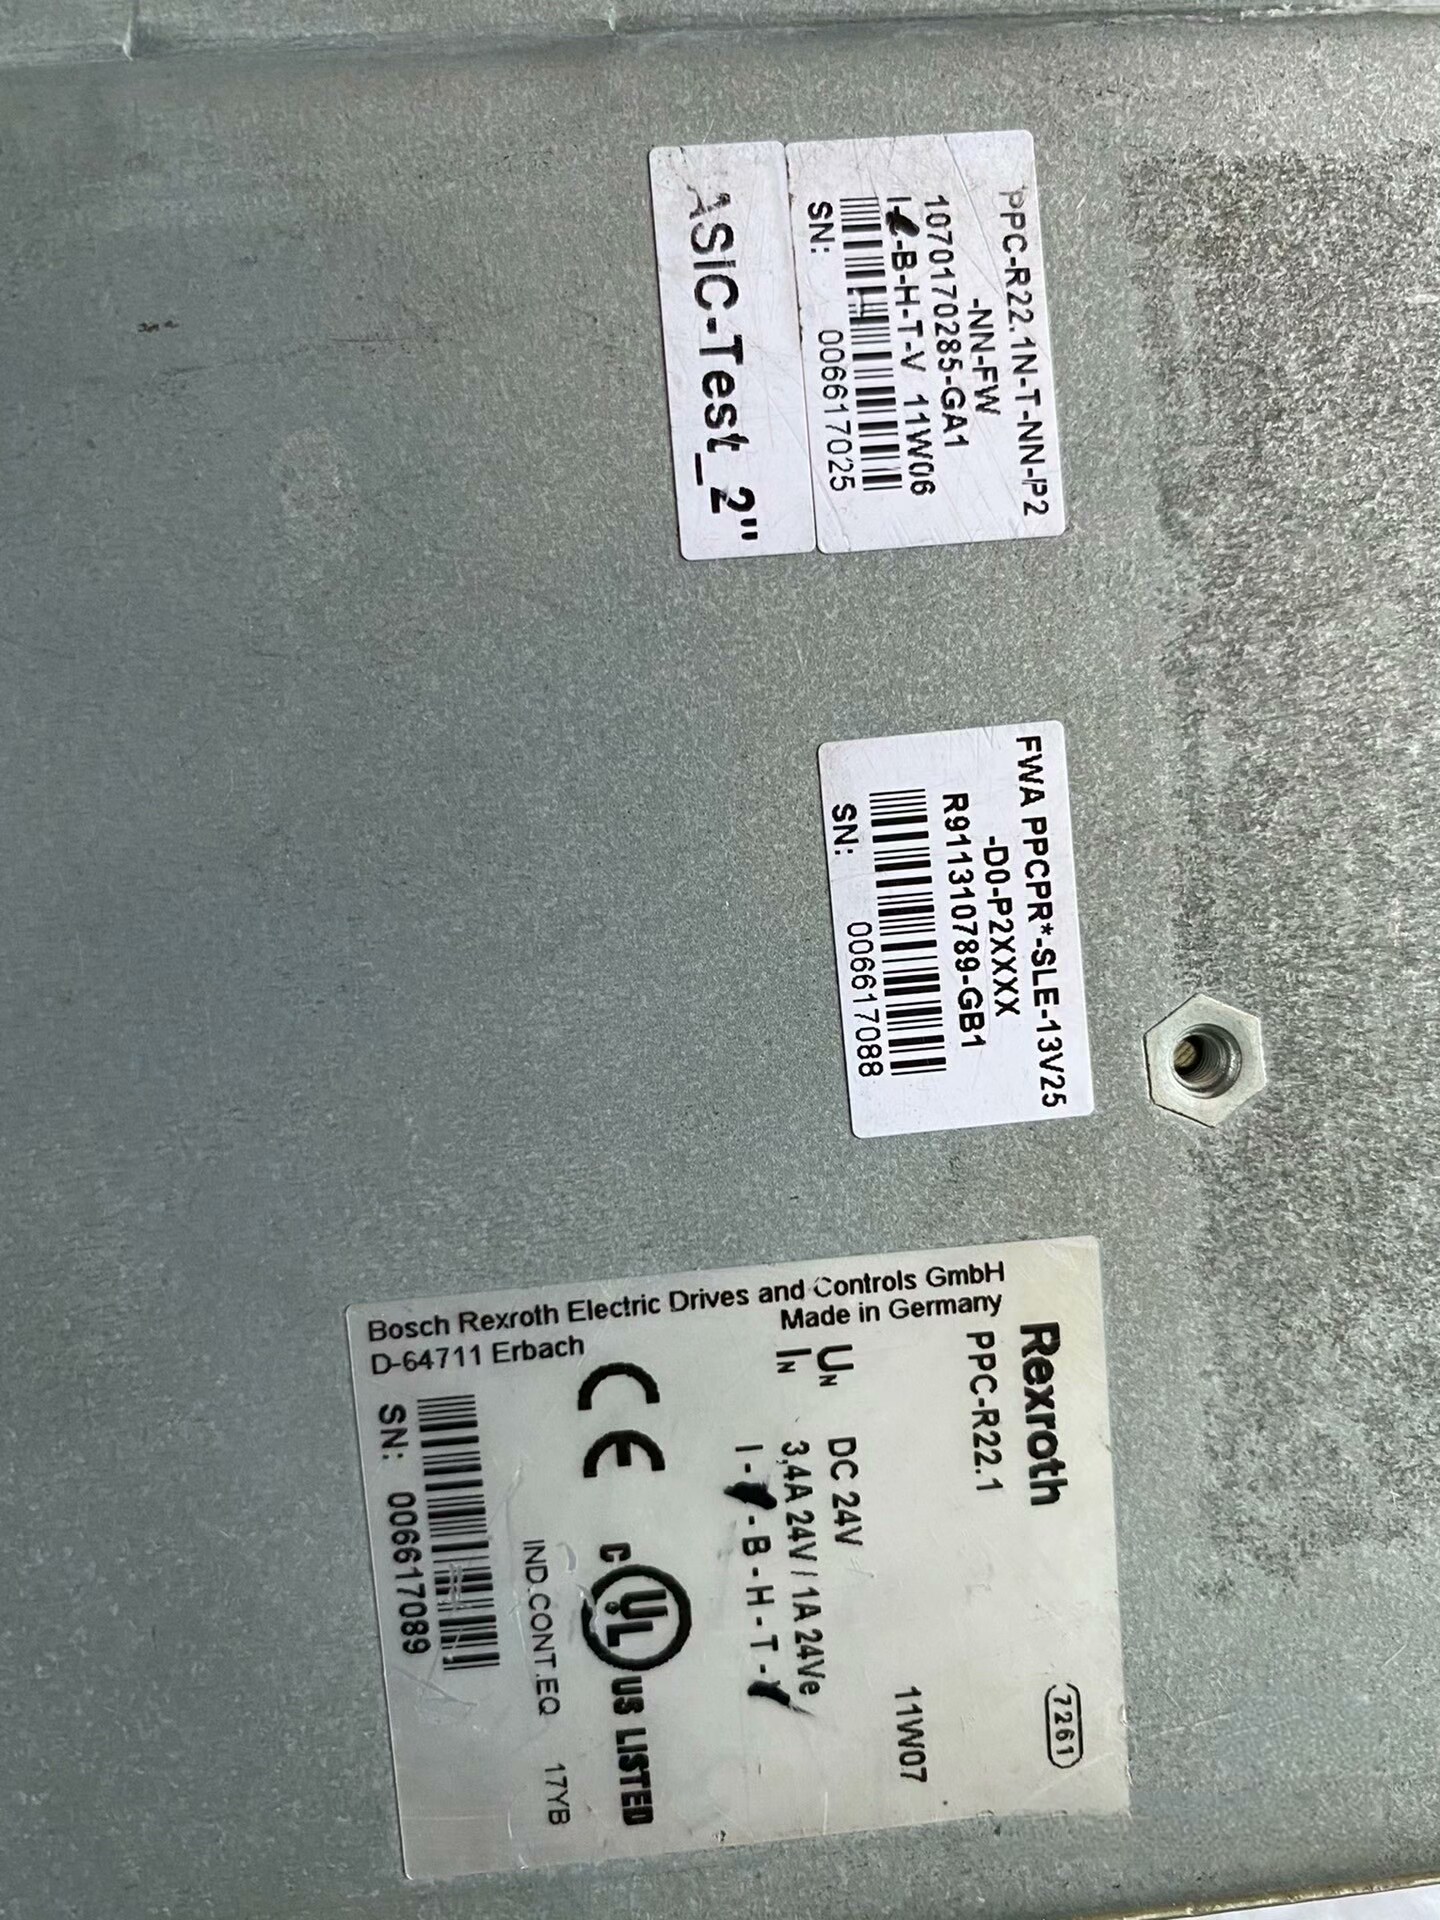 PPC-R22.1N-T-NN-P2
-NN-FW
1070170285-GA1
-B-H-T-V 11W06
SN: 006617025
ASIC-Test_2"
FWA PPCPR*-SLE-13V25
-D0-P2XXXX
R911310789-GB1
SN: 006617088
Rexroth
7261
PPC-R22.1
11W07
UN DC 24V
IN 3,4A 24V / 1A 24Ve
I - - B - H - T -
Bosch Rexroth Electric Drives and Controls GmbH
Made in Germany
D-64711 Erbach
CE
C UL US LISTED
IND.CONT.EQ 17YB
SN: 006617089